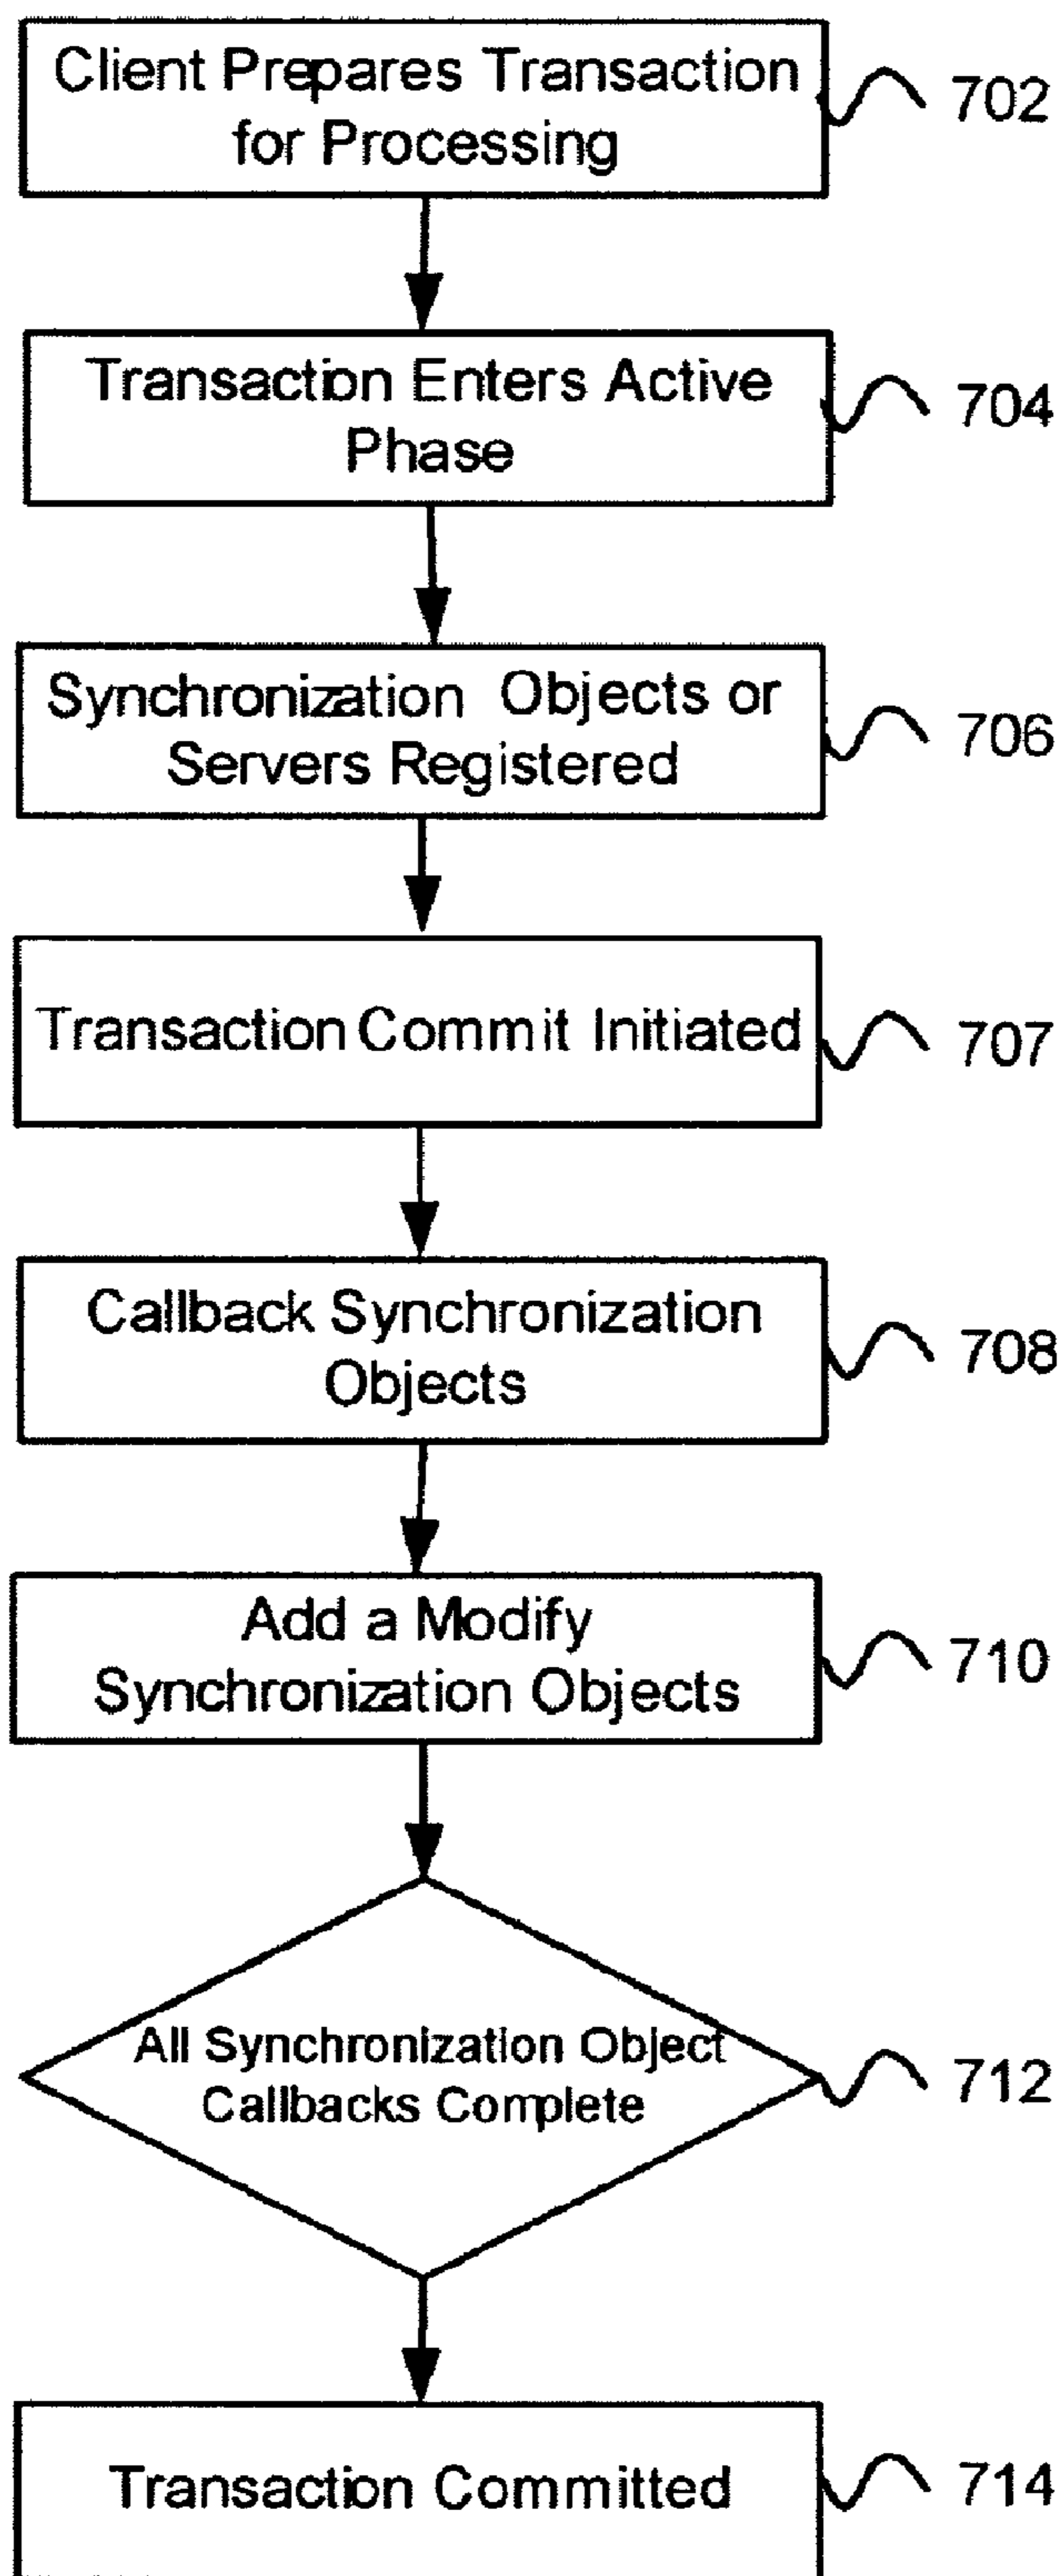 Client Prepares Transaction
for Processing
702
Transaction Enters Active
Phase
704
Synchronization Objects or
Servers Registered
706
Transaction Commit Initiated
707
Callback Synchronization
Objects
708
Add a Modify
Synchronization Objects
710
All Synchronization Object
Callbacks Complete
712
Transaction Committed
714